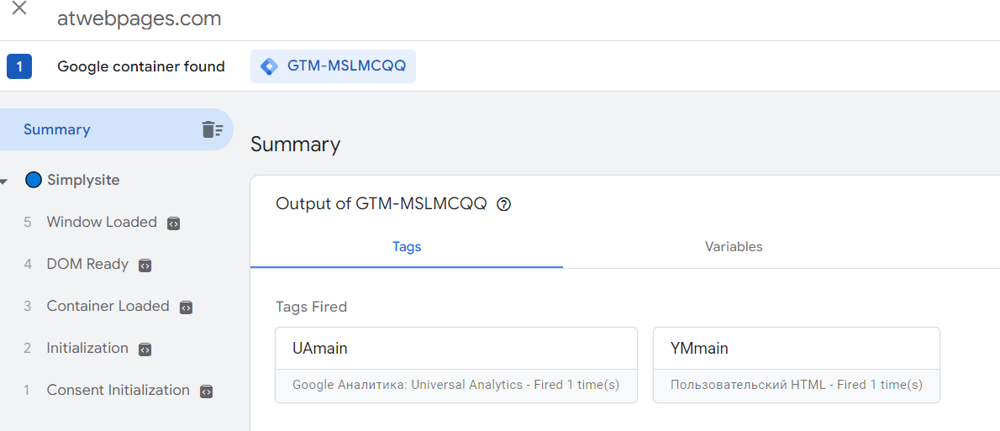 atwebpages.com
1 Google container found GTM-MSLMCQQ
Summary
Summary
Simplysite
Output of GTM-MSLMCQQ ?
5 Window Loaded
Tags Variables
4 DOM Ready
3 Container Loaded
Tags Fired
2 Initialization
UAmain YMmain
1 Consent Initialization
Google Аналитика: Universal Analytics - Fired 1 time(s) Пользовательский HTML - Fired 1 time(s)